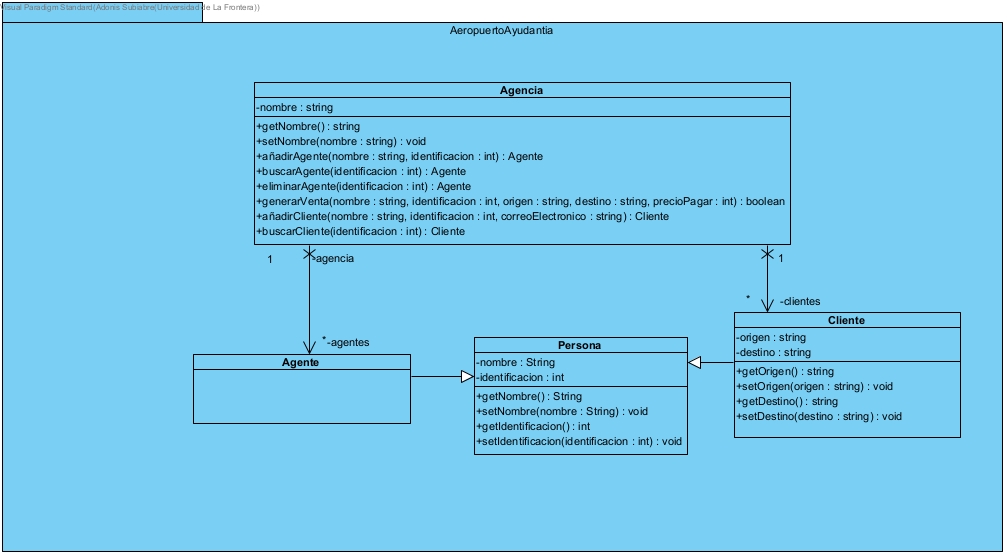 Visual Paradigm Standard(Adonis Subiabre(Universidad de La Frontera))
AeropuertoAyudantia
Agencia
-nombre : string
+getNombre() : string
+setNombre(nombre : string) : void
+añadirAgente(nombre : string, identificacion : int) : Agente
+buscarAgente(identificacion : int) : Agente
+eliminarAgente(identificacion : int) : Agente
+generarVenta(nombre : string, identificacion : int, origen : string, destino : string, precioPagar : int) : boolean
+añadirCliente(nombre : string, identificacion : int, correoElectronico : string) : Cliente
+buscarCliente(identificacion : int) : Cliente
1
-agencia
1
*
-clientes
*
-agentes
Agente
Persona
-nombre : String
-identificacion : int
+getNombre() : String
+setNombre(nombre : String) : void
+getIdentificacion() : int
+setIdentificacion(identificacion : int) : void
Cliente
-origen : string
-destino : string
+getOrigen() : string
+setOrigen(origen : string) : void
+getDestino() : string
+setDestino(destino : string) : void